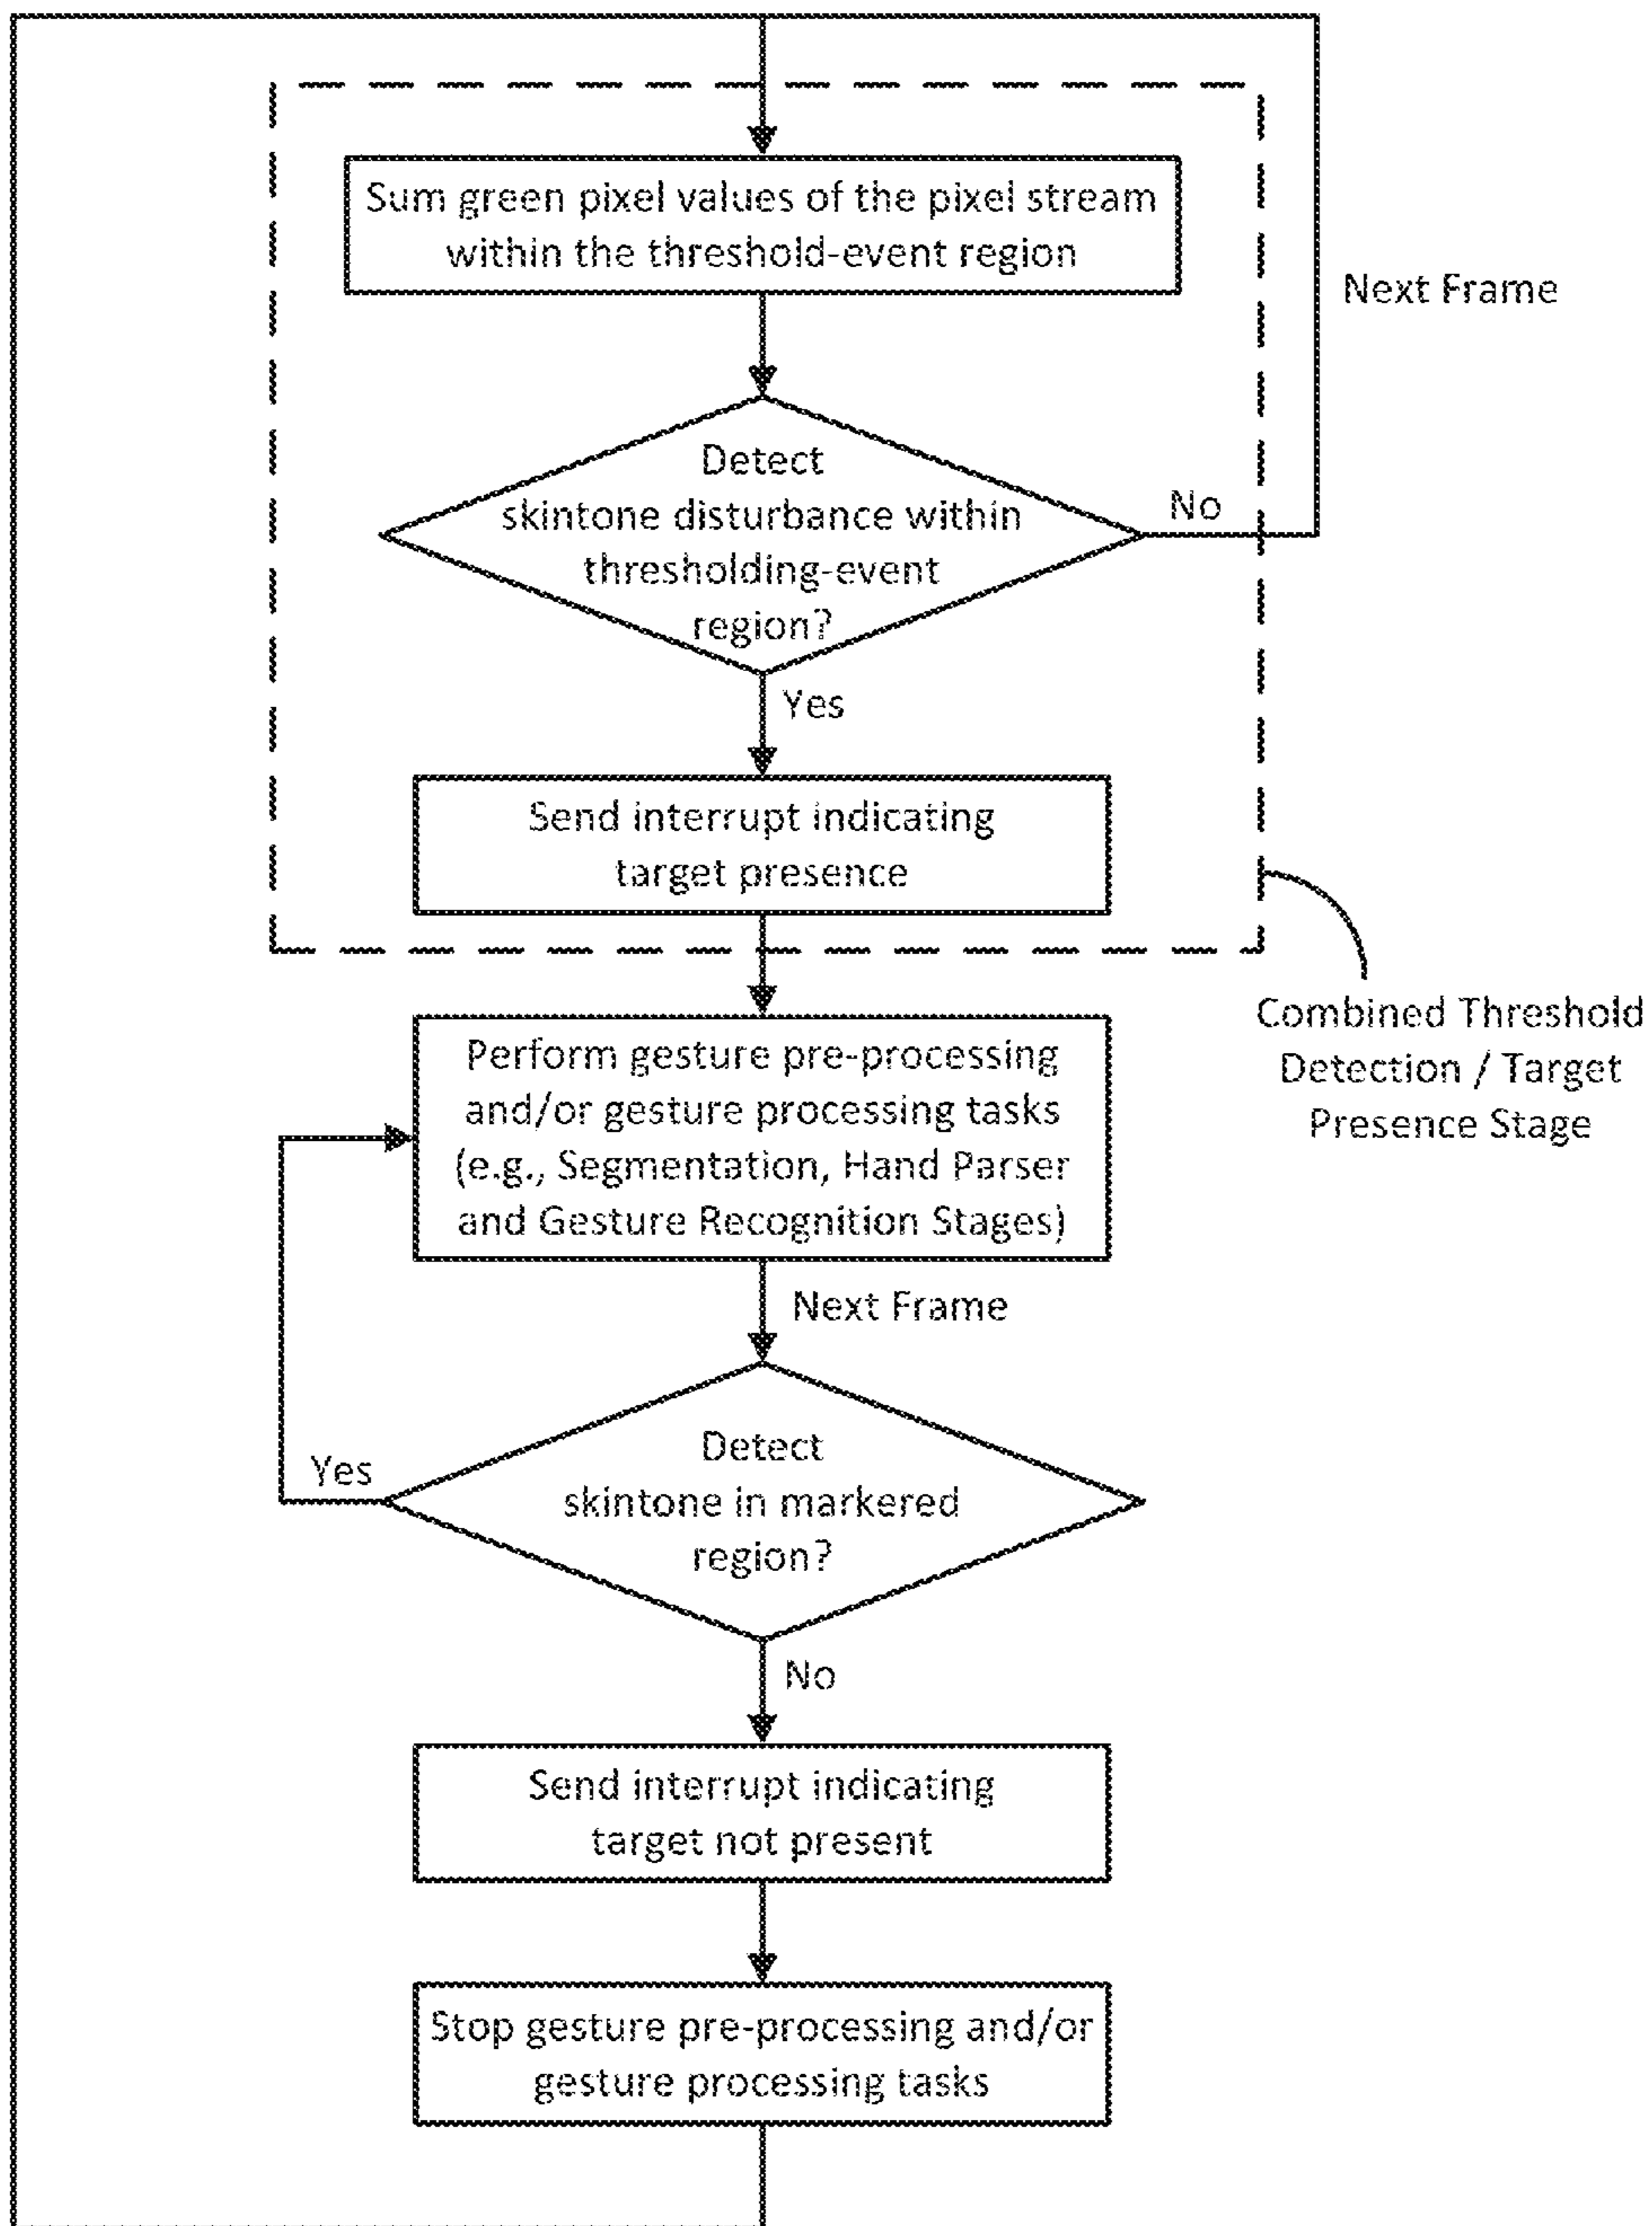 Sum green pixel values of the pixel stream
within the threshold-event region
Next Frame
Detect
skintone disturbance within
thresholding-event
region?
No
Yes
Send interrupt indicating
target presence
Combined Threshold
Detection / Target
Presence Stage
Perform gesture pre-processing
and/or gesture processing tasks
(e.g., Segmentation, Hand Parser
and Gesture Recognition Stages)
Next Frame
Detect
skintone in markered
region?
Yes
No
Send interrupt indicating
target not present
Stop gesture pre-processing and/or
gesture processing tasks